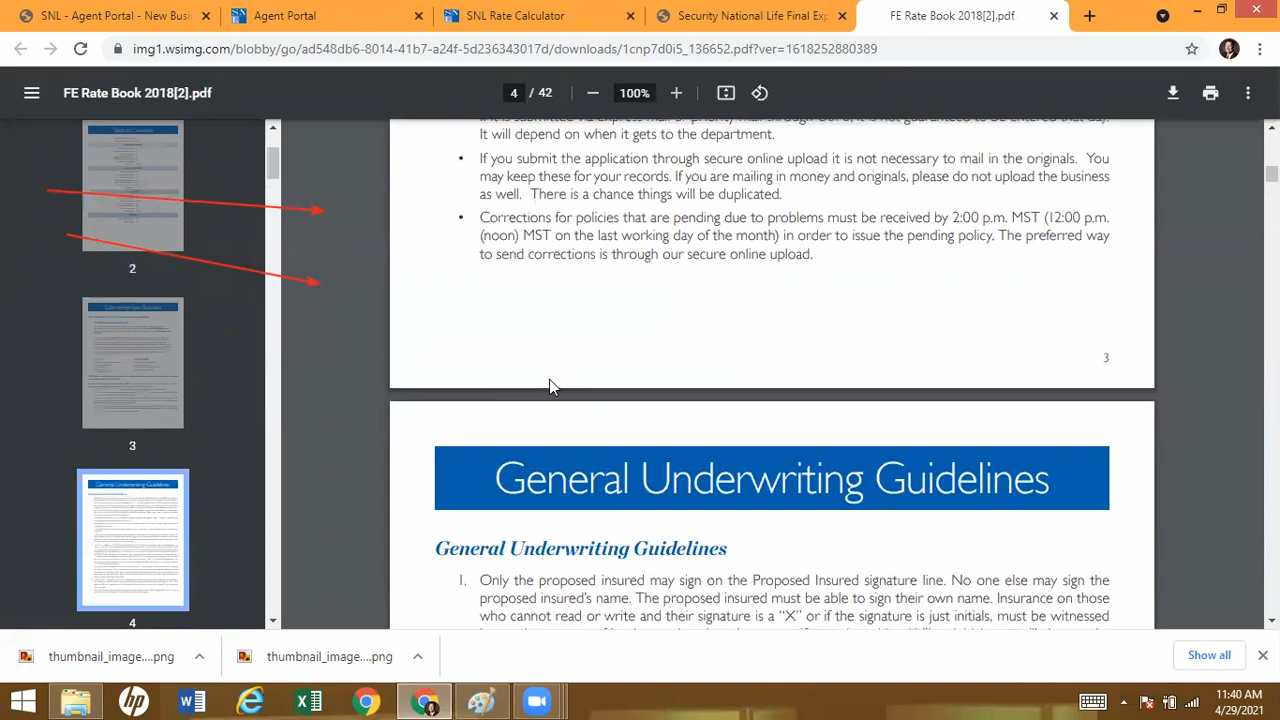 SNL - Agent Portal - New Busi
Agent Portal
SNL Rate Calculator
Security National Life Final Exp
FE Rate Book 2018[2].pdf
img1.wsimg.com/blobby/go/ad548db6-8014-41b7-a24f-5d236343017d/downloads/1cnp7d0i5_136652.pdf?ver=1618252880389
FE Rate Book 2018[2].pdf
4 / 42
100%
It will depend on when it gets to the department.
• If you submit the application through secure online upload it is not necessary to mail in the originals. You
may keep these for your records. If you are mailing in money and originals, please do not upload the business
as well. There is a chance things will be duplicated.
• Corrections for policies that are pending due to problems must be received by 2:00 p.m. MST (12:00 p.m.
(noon) MST on the last working day of the month) in order to issue the pending policy. The preferred way
to send corrections is through our secure online upload.
3
General Underwriting Guidelines
General Underwriting Guidelines
1. Only the proposed insured may sign on the Proposed Insured signature line. No one else may sign the
proposed insured's name. The proposed insured must be able to sign their own name. Insurance on those
who cannot read or write and their signature is a "X" or if the signature is just initials, must be witnessed
Table of Contents
2
Submitting New Business
3
General Underwriting Guidelines
4
thumbnail_image....png
thumbnail_image....png
Show all
11:40 AM
4/29/2021